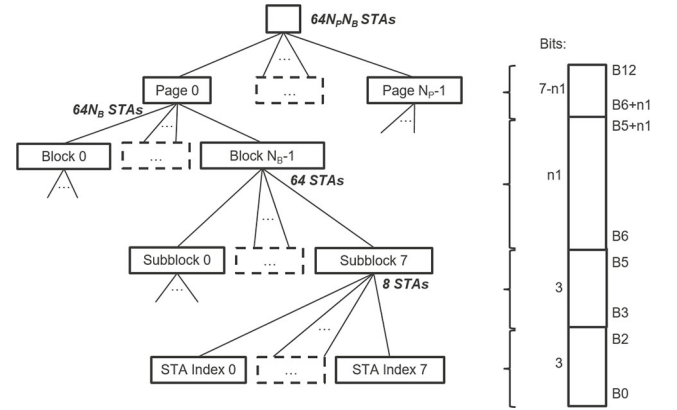 64NPNB STAs
...
Bits:
Page 0
...
Page NP-1
7-n1
B12
B6+n1
64NB STAs
...
...
B5+n1
Block 0
...
Block NB-1
n1
...
64 STAs
...
B6
Subblock 0
...
Subblock 7
B5
...
8 STAs
3
B3
...
B2
STA Index 0
...
STA Index 7
3
B0